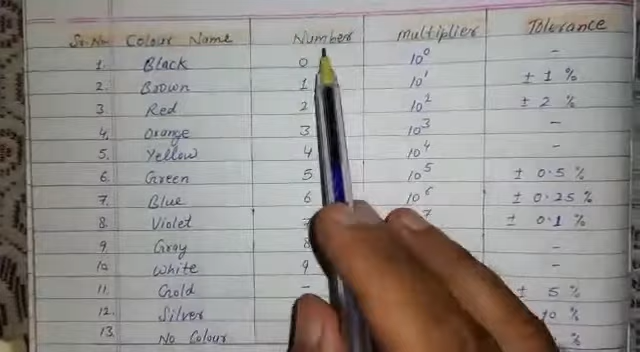 Sr. No. Colour Name Number Multiplier Tolerance
1. Black 0 10⁰ -
2. Brown 1 10¹ ± 1 %
3. Red 2 10² ± 2 %
4. Orange 3 10³ -
5. Yellow 4 10⁴ -
6. Green 5 10⁵ ± 0.5 %
7. Blue 6 10⁶ ± 0.25 %
8. Violet 7 ± 0.1 %
9. Gray 8 -
10. White 9 -
11. Gold - ± 5 %
12. Silver 10 %
13. No Colour %